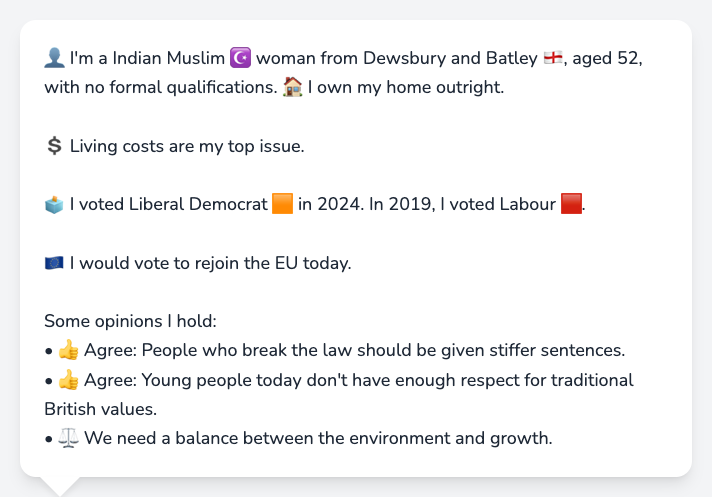 👤 I'm a Indian Muslim ☪️ woman from Dewsbury and Batley 🏴󠁧󠁢󠁥󠁮󠁧󠁿, aged 52,
with no formal qualifications. 🏠 I own my home outright.
💲 Living costs are my top issue.
🗳️ I voted Liberal Democrat 🟧 in 2024. In 2019, I voted Labour 🟥.
🇪🇺 I would vote to rejoin the EU today.
Some opinions I hold:
• 👍 Agree: People who break the law should be given stiffer sentences.
• 👍 Agree: Young people today don't have enough respect for traditional
British values.
• ⚖️ We need a balance between the environment and growth.